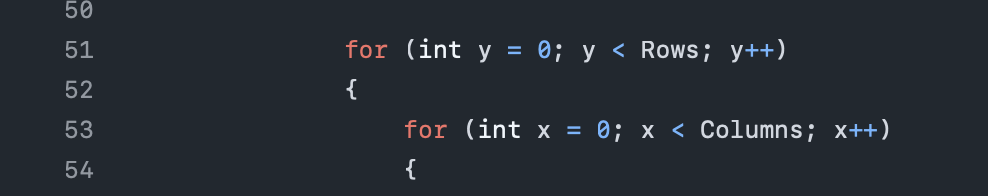 50
51 for (int y = 0; y < Rows; y++)
52 {
53 for (int x = 0; x < Columns; x++)
54 {